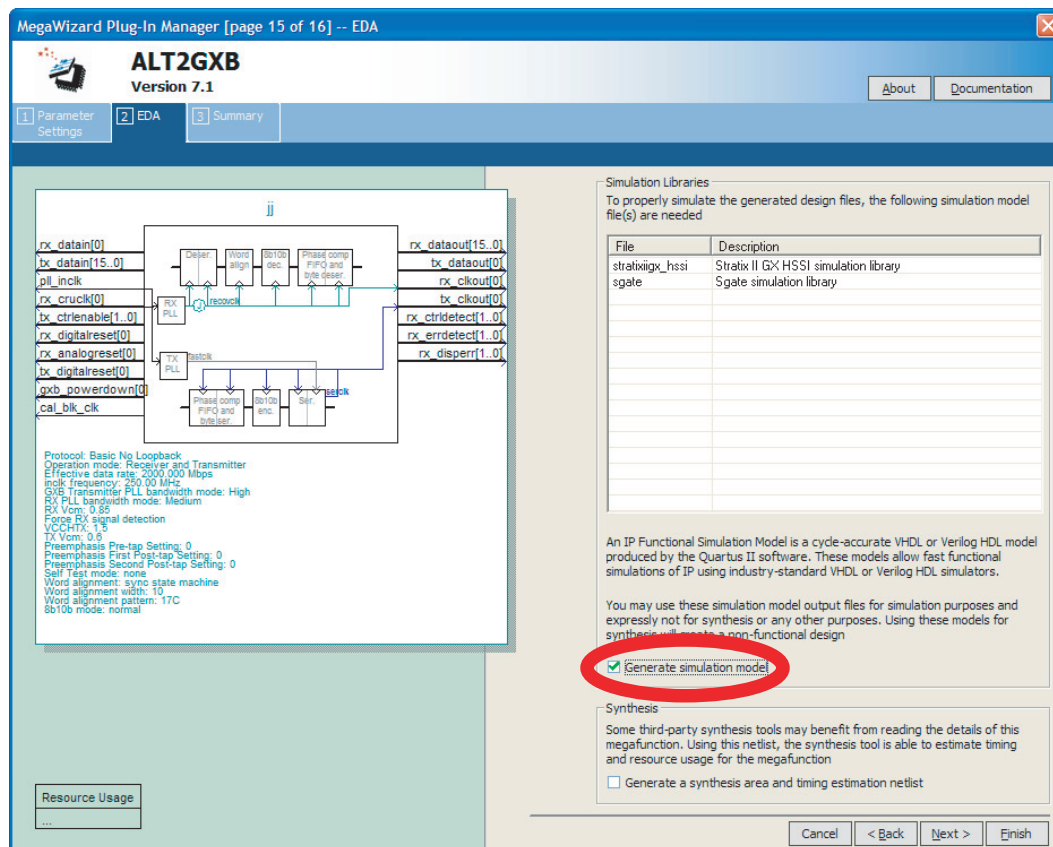 MegaWizard Plug-In Manager [page 15 of 16] -- EDA
ALT2GXB
Version 7.1
About
Documentation
1 Parameter Settings
2 EDA
3 Summary
jj
rx_datain[0]
tx_datain[15..0]
pll_inclk
rx_cruclk[0]
tx_ctrlenable[1..0]
rx_digitalreset[0]
rx_analogreset[0]
tx_digitalreset[0]
gxb_powerdown[0]
cal_blk_clk
Deser.
Word align
8b10b dec.
Phase comp FIFO and byte deser.
RX PLL
recovclk
TX PLL
fastclk
Phase comp FIFO and byte ser.
8b10b enc.
Ser.
serclk
rx_dataout[15..0]
tx_dataout[0]
rx_clkout[0]
tx_clkout[0]
rx_ctrldetect[1..0]
rx_errdetect[1..0]
rx_disperr[1..0]
Protocol: Basic No Loopback
Operation mode: Receiver and Transmitter
Effective data rate: 2000.000 Mbps
inclk frequency: 250.00 MHz
GXB Transmitter PLL bandwidth mode: High
RX PLL bandwidth mode: Medium
RX Vcm: 0.85
Force RX signal detection
VCCHTX: 1.5
TX Vcm: 0.6
Preemphasis Pre-tap Setting: 0
Preemphasis First Post-tap Setting: 0
Preemphasis Second Post-tap Setting: 0
Self Test mode: none
Word alignment: sync state machine
Word alignment width: 10
Word alignment pattern: 17C
8b10b mode: normal
Resource Usage
...
Simulation Libraries
To properly simulate the generated design files, the following simulation model
file(s) are needed
File Description
stratixiigx_hssi Stratix II GX HSSI simulation library
sgate Sgate simulation library
An IP Functional Simulation Model is a cycle-accurate VHDL or Verilog HDL model
produced by the Quartus II software. These models allow fast functional
simulations of IP using industry-standard VHDL or Verilog HDL simulators.
You may use these simulation model output files for simulation purposes and
expressly not for synthesis or any other purposes. Using these models for
synthesis will create a non-functional design
Generate simulation model
Synthesis
Some third-party synthesis tools may benefit from reading the details of this
megafunction. Using this netlist, the synthesis tool is able to estimate timing
and resource usage for the megafunction
Generate a synthesis area and timing estimation netlist
Cancel
< Back
Next >
Finish